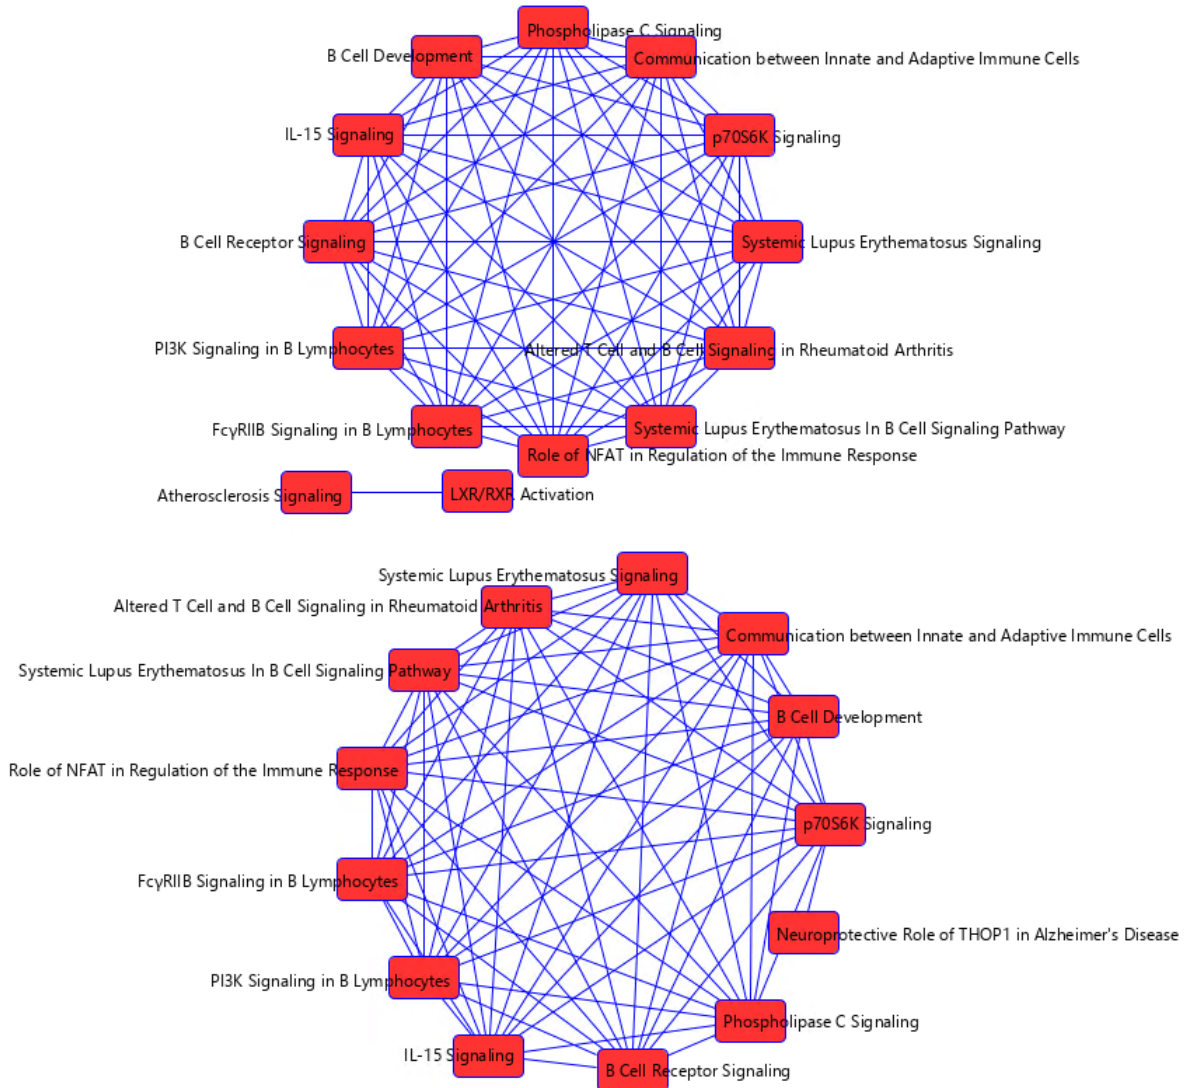 Phospholipase C Signaling
B Cell Development
Communication between Innate and Adaptive Immune Cells
IL-15 Signaling
p70S6K Signaling
B Cell Receptor Signaling
Systemic Lupus Erythematosus Signaling
PI3K Signaling in B Lymphocytes
Altered T Cell and B Cell Signaling in Rheumatoid Arthritis
FcγRIIB Signaling in B Lymphocytes
Systemic Lupus Erythematosus In B Cell Signaling Pathway
Role of NFAT in Regulation of the Immune Response
Atherosclerosis Signaling
LXR/RXR Activation
Systemic Lupus Erythematosus Signaling
Altered T Cell and B Cell Signaling in Rheumatoid Arthritis
Communication between Innate and Adaptive Immune Cells
Systemic Lupus Erythematosus In B Cell Signaling Pathway
B Cell Development
Role of NFAT in Regulation of the Immune Response
p70S6K Signaling
FcγRIIB Signaling in B Lymphocytes
Neuroprotective Role of THOP1 in Alzheimer's Disease
PI3K Signaling in B Lymphocytes
Phospholipase C Signaling
IL-15 Signaling
B Cell Receptor Signaling